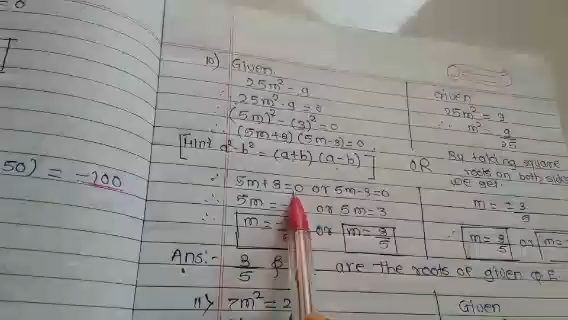 = 0
50) = -200
10) Given
25m² - 9
∴ 25m² - 9 = 0
∴ (5m)² - (3)² = 0
∴ (5m+3) (5m-3) = 0
[Hint a²-b² = (a+b) (a-b)]
∴ 5m+3=0 or 5m-3=0
∴ 5m = or 5m = 3
∴ m = or m = 3/5
Ans:- 3/5 & are the roots of given Q.E
11) 7m² = 2
OR
Given
25m² = 9
∴ m² = 9/25
By taking square
roots on both sides
we get.
m = ± 3/5
∴ m = 3/5 or m =
Given